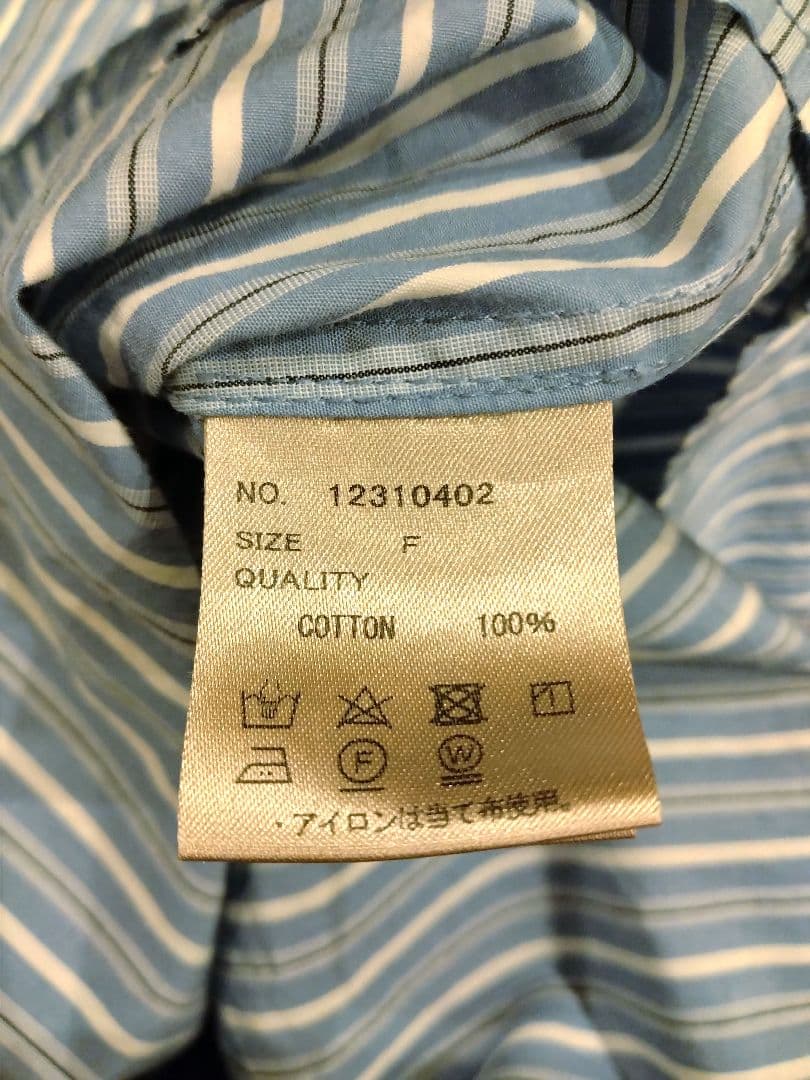 NO. 12310402
SIZE F
QUALITY
COTTON 100%
F W
・アイロンは当て布使用。